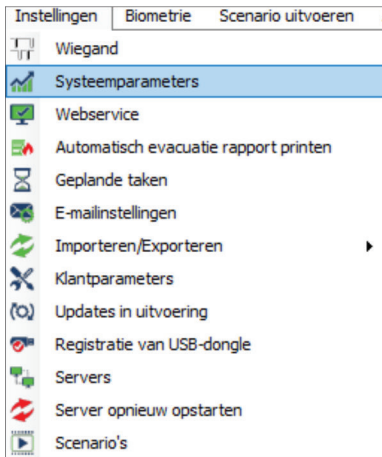 Instellingen Biometrie Scenario uitvoeren
Wiegand
Systeemparameters
Webservice
Automatisch evacuatie rapport printen
Geplande taken
E-mailinstellingen
Importeren/Exporteren
Klantparameters
Updates in uitvoering
Registratie van USB-dongle
Servers
Server opnieuw opstarten
Scenario's